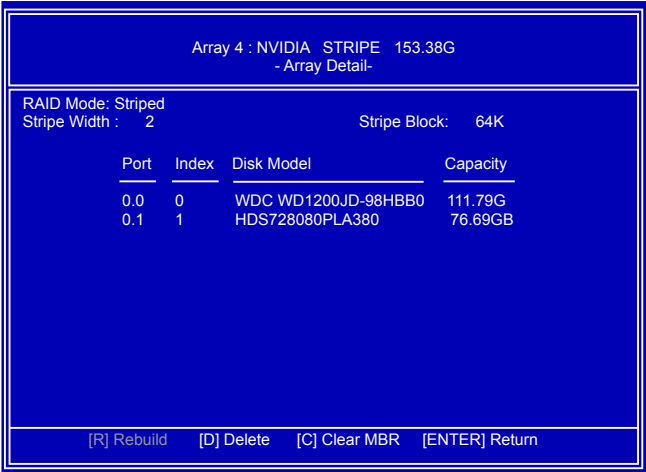 Array 4 : NVIDIA STRIPE 153.38G
- Array Detail-
RAID Mode: Striped
Stripe Width : 2 Stripe Block: 64K
Port Index Disk Model Capacity
0.0 0 WDC WD1200JD-98HBB0 111.79G
0.1 1 HDS728080PLA380 76.69GB
[R] Rebuild [D] Delete [C] Clear MBR [ENTER] Return